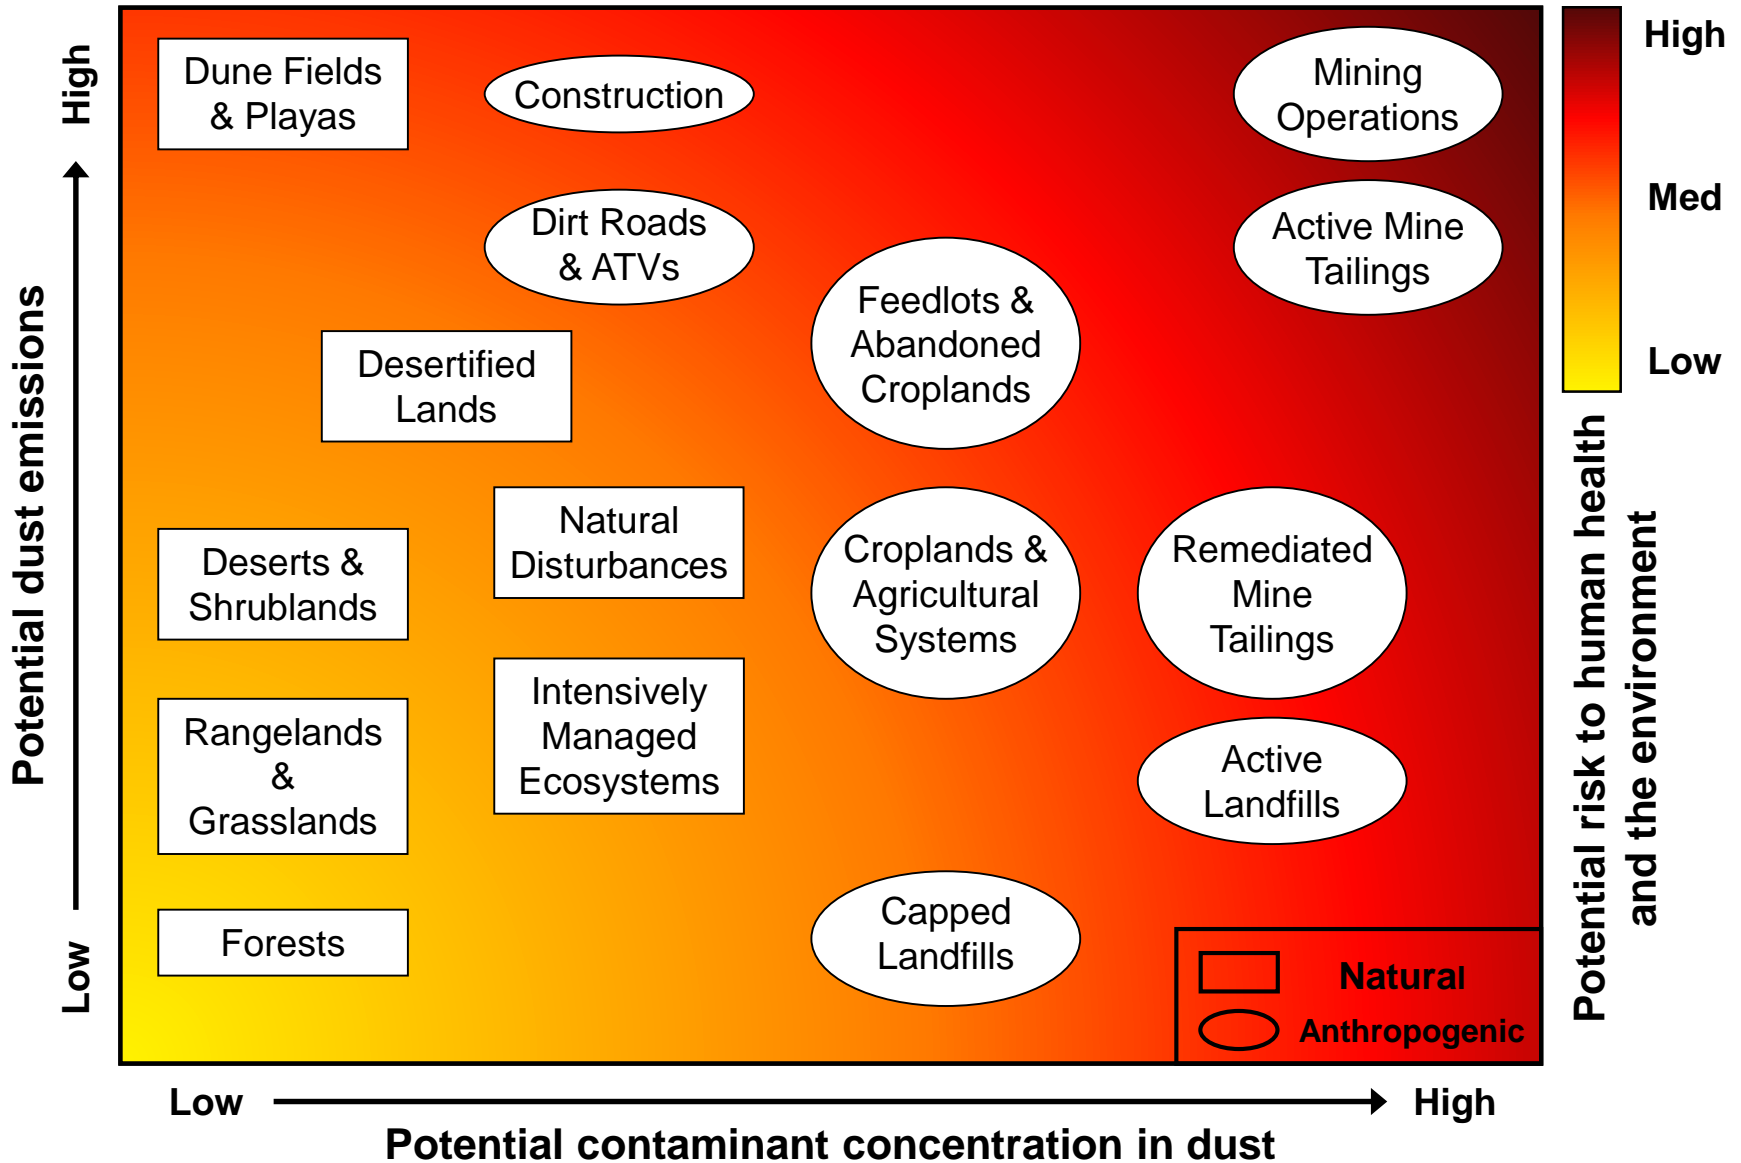 High
Potential dust emissions
Low
Dune Fields
& Playas
Construction
Mining
Operations
Dirt Roads
& ATVs
Active Mine
Tailings
Feedlots &
Abandoned
Croplands
Desertified
Lands
Natural
Disturbances
Deserts &
Shrublands
Croplands &
Agricultural
Systems
Remediated
Mine
Tailings
Intensively
Managed
Ecosystems
Rangelands
&
Grasslands
Active
Landfills
Capped
Landfills
Forests
Natural
Anthropogenic
Low
High
Potential contaminant concentration in dust
High
Med
Low
Potential risk to human health
and the environment